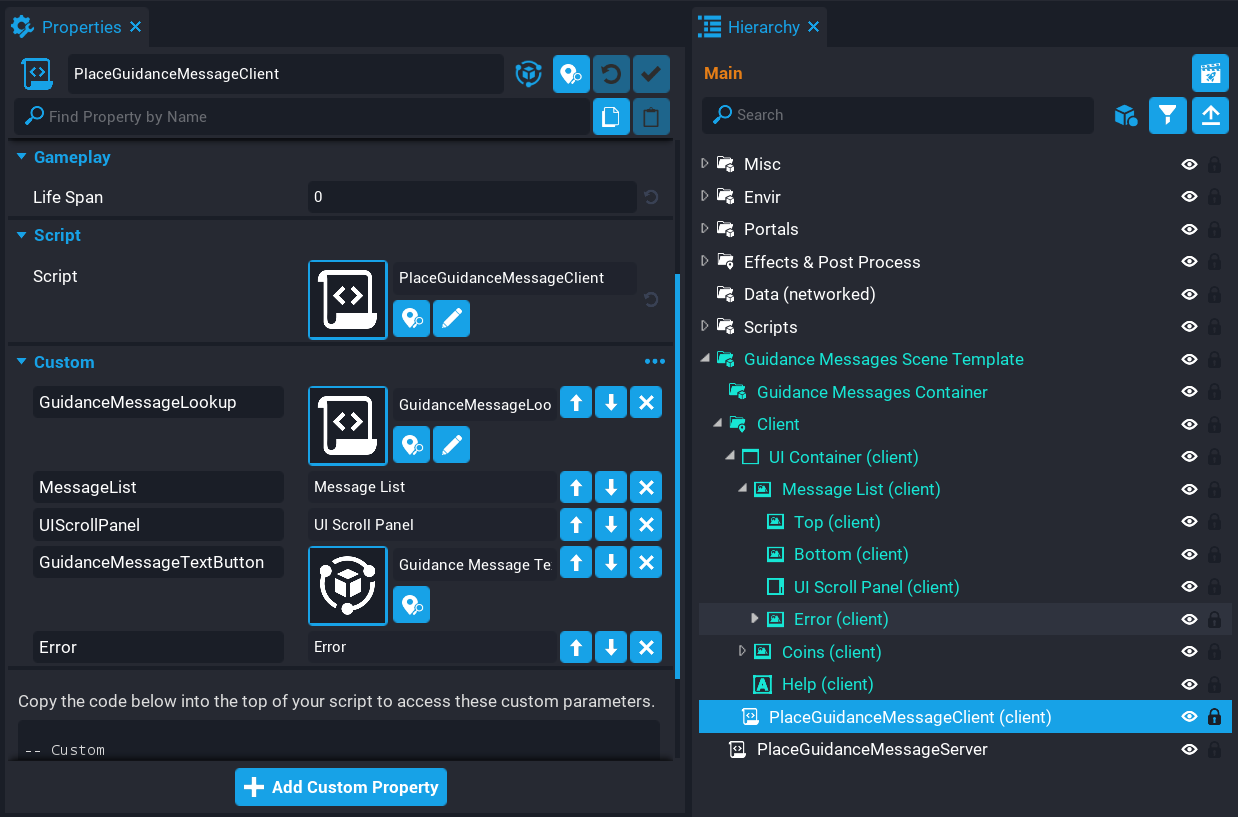 Properties
PlaceGuidanceMessageClient
Find Property by Name
Gameplay
Life Span
0
Script
Script
PlaceGuidanceMessageClient
Custom
GuidanceMessageLookup
GuidanceMessageLoo
MessageList
Message List
UIScrollPanel
UI Scroll Panel
GuidanceMessageTextButton
Guidance Message Te
Error
Error
Copy the code below into the top of your script to access these custom parameters.
-- Custom
Add Custom Property
Hierarchy
Main
Search
Misc
Envir
Portals
Effects & Post Process
Data (networked)
Scripts
Guidance Messages Scene Template
Guidance Messages Container
Client
UI Container (client)
Message List (client)
Top (client)
Bottom (client)
UI Scroll Panel (client)
Error (client)
Coins (client)
Help (client)
PlaceGuidanceMessageClient (client)
PlaceGuidanceMessageServer